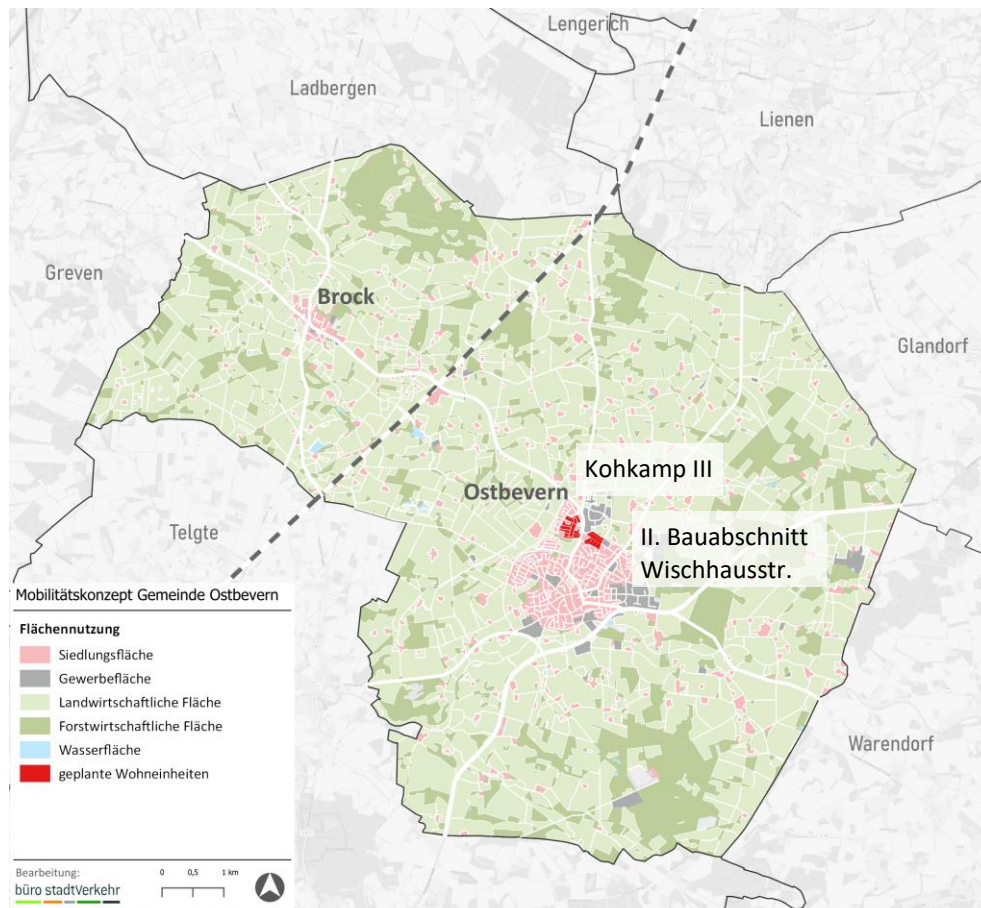 Lengerich
Ladbergen
Lienen
Greven
Brock
Glandorf
Kohkamp III
Ostbevern
Telgte
II. Bauabschnitt
Wischhausstr.
Warendorf
Mobilitätskonzept Gemeinde Ostbevern
Flächennutzung
Siedlungsfläche
Gewerbefläche
Landwirtschaftliche Fläche
Forstwirtschaftliche Fläche
Wasserfläche
geplante Wohneinheiten
Bearbeitung:
büro stadtVerkehr
0 0,5 1 km